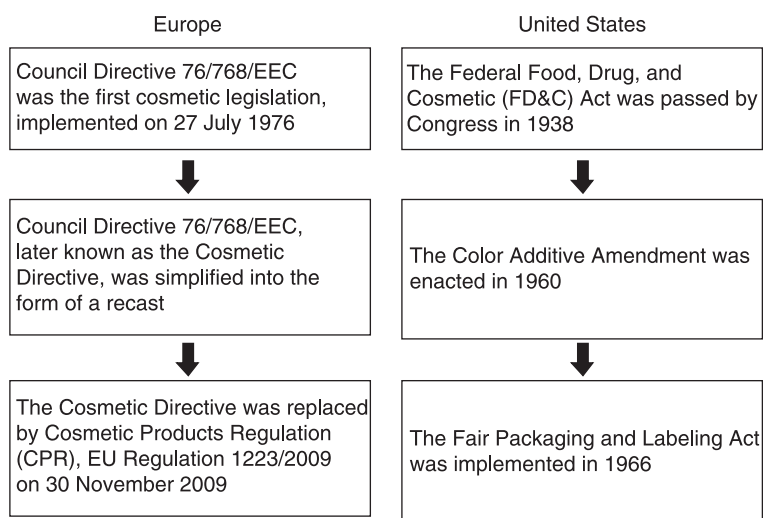 Europe
Council Directive 76/768/EEC
was the first cosmetic legislation,
implemented on 27 July 1976
Council Directive 76/768/EEC,
later known as the Cosmetic
Directive, was simplified into the
form of a recast
The Cosmetic Directive was replaced
by Cosmetic Products Regulation
(CPR), EU Regulation 1223/2009
on 30 November 2009
United States
The Federal Food, Drug, and
Cosmetic (FD&C) Act was passed by
Congress in 1938
The Color Additive Amendment was
enacted in 1960
The Fair Packaging and Labeling Act
was implemented in 1966